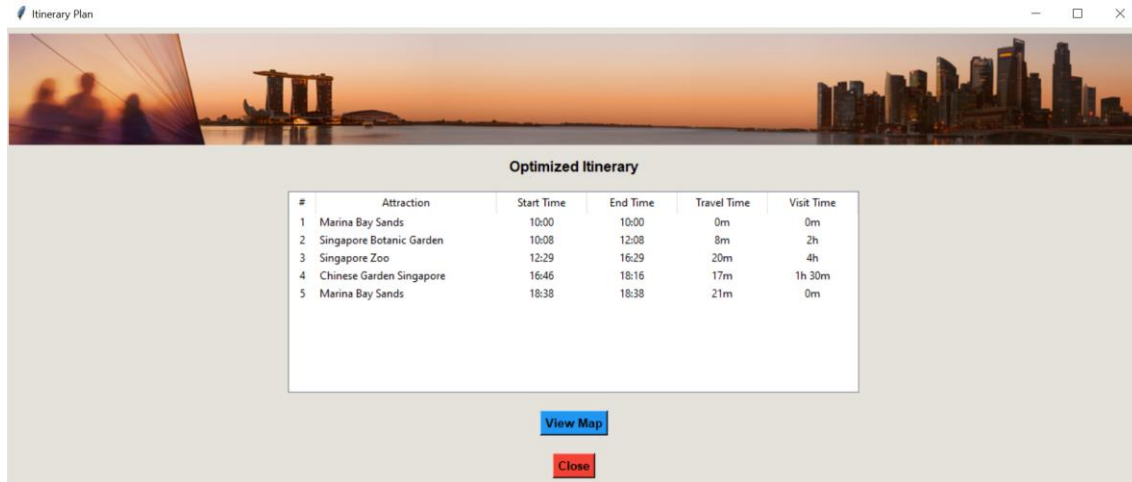 Itinerary Plan
Optimized Itinerary
# Attraction Start Time End Time Travel Time Visit Time
1 Marina Bay Sands 10:00 10:00 0m 0m
2 Singapore Botanic Garden 10:08 12:08 8m 2h
3 Singapore Zoo 12:29 16:29 20m 4h
4 Chinese Garden Singapore 16:46 18:16 17m 1h 30m
5 Marina Bay Sands 18:38 18:38 21m 0m
View Map
Close